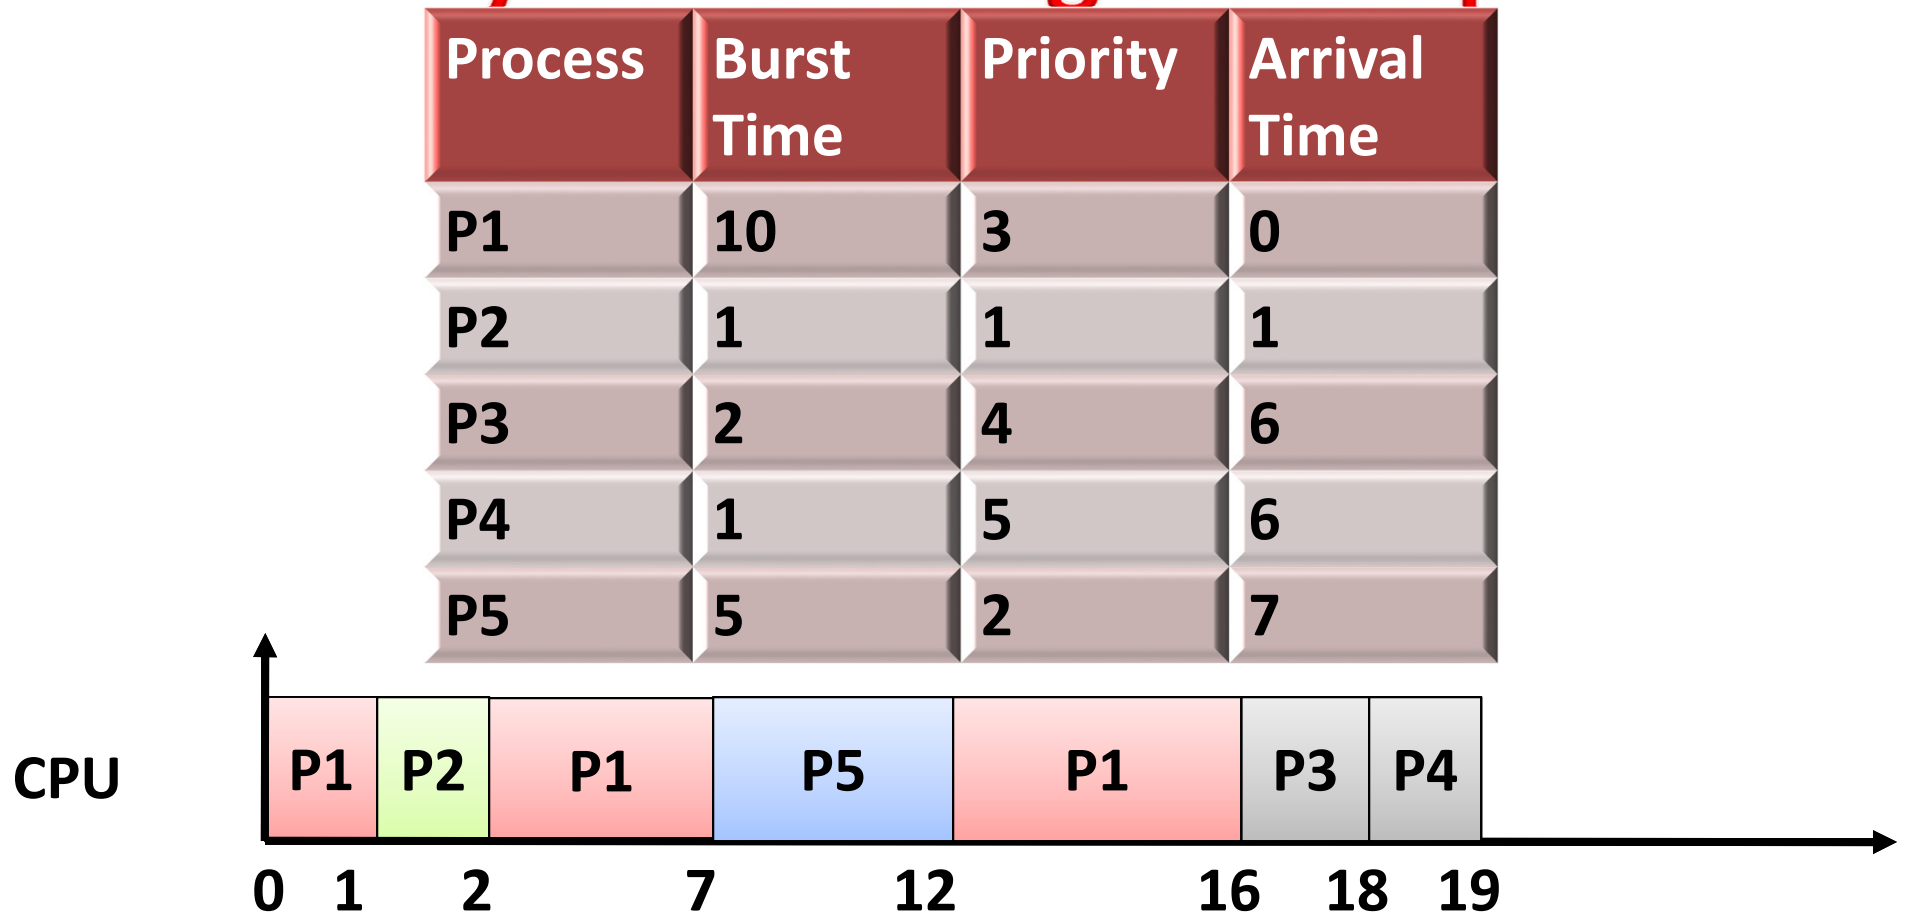 Process Burst Time Priority Arrival Time
P1 10 3 0
P2 1 1 1
P3 2 4 6
P4 1 5 6
P5 5 2 7
CPU P1 P2 P1 P5 P1 P3 P4
0 1 2 7 12 16 18 19